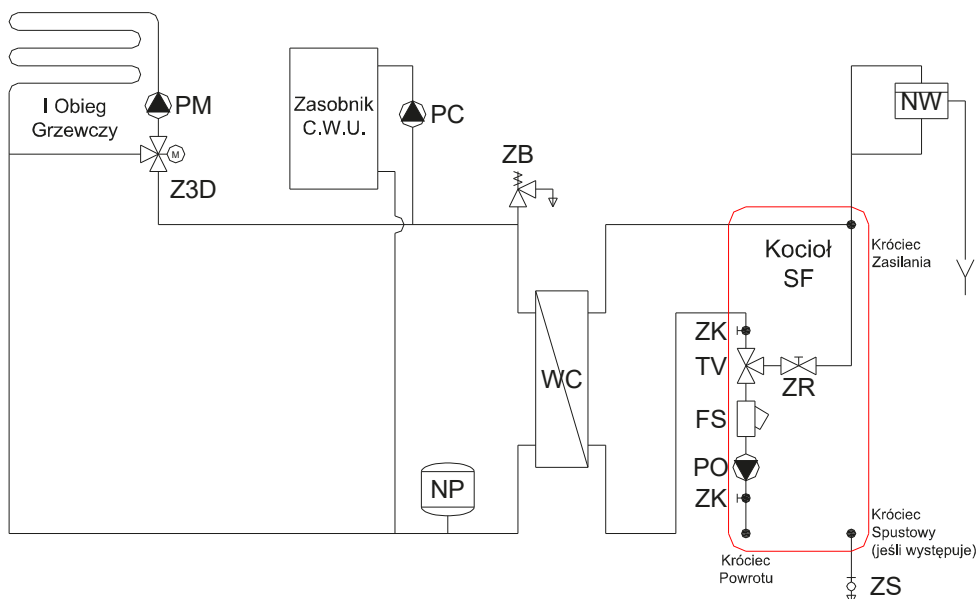 I Obieg
Grzewczy
PM
M
Z3D
Zasobnik
C.W.U.
PC
ZB
NW
Kocioł
SF
Króciec
Zasilania
ZK
TV
ZR
WC
FS
PO
NP
ZK
Króciec
Powrotu
Króciec
Spustowy
(jeśli występuje)
ZS